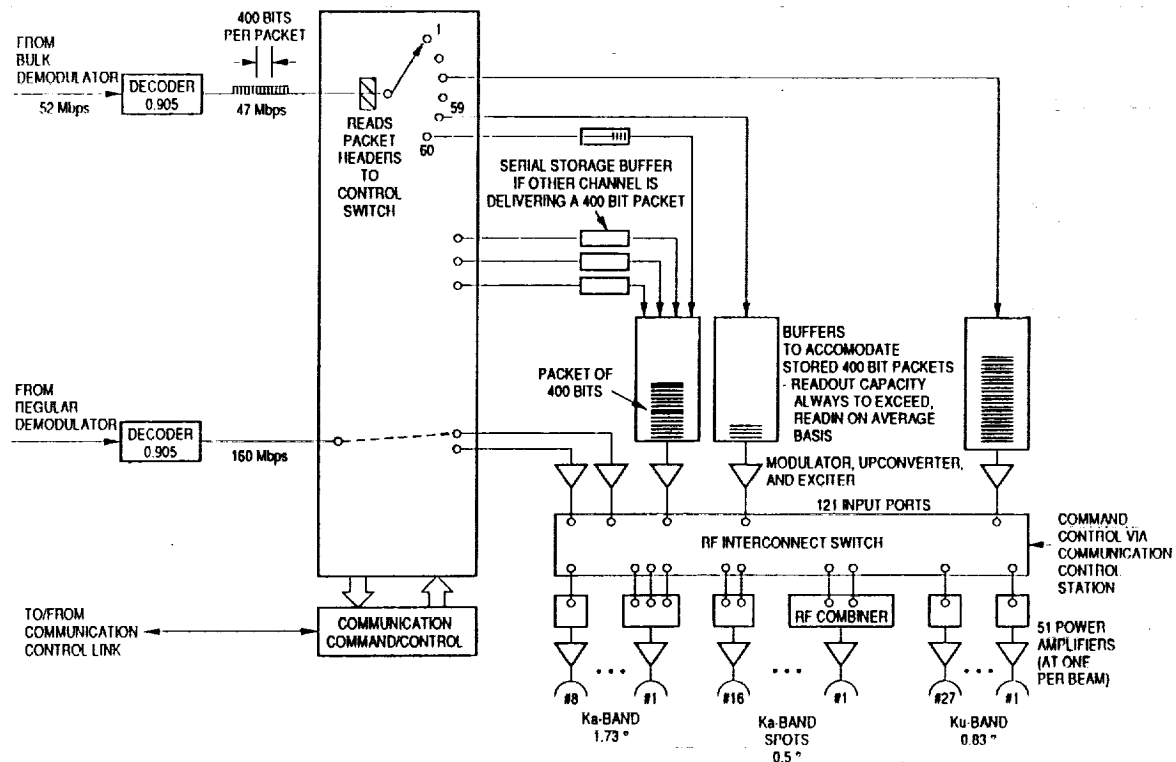 400 BITS
PER PACKET
FROM
BULK
DEMODULATOR
52 Mbps
DECODER
0.905
47 Mbps
READS
PACKET
HEADERS
TO
CONTROL
SWITCH
1
59
60
SERIAL STORAGE BUFFER
IF OTHER CHANNEL IS
DELIVERING A 400 BIT PACKET
PACKET OF
400 BITS
BUFFERS
TO ACCOMODATE
STORED 400 BIT PACKETS
- READOUT CAPACITY
ALWAYS TO EXCEED,
READIN ON AVERAGE
BASIS
FROM
REGULAR
DEMODULATOR
DECODER
0.905
160 Mbps
MODULATOR, UPCONVERTER,
AND EXCITER
121 INPUT PORTS
RF INTERCONNECT SWITCH
COMMAND
CONTROL VIA
COMMUNICATION
CONTROL
STATION
TO/FROM
COMMUNICATION
CONTROL LINK
COMMUNICATION
COMMAND/CONTROL
RF COMBINER
51 POWER
AMPLIFIERS
(AT ONE
PER BEAM)
#8 #1 #16 #1 #27 #1
Ka-BAND
1.73 °
Ka-BAND
SPOTS
0.5 °
Ku-BAND
0.83 °